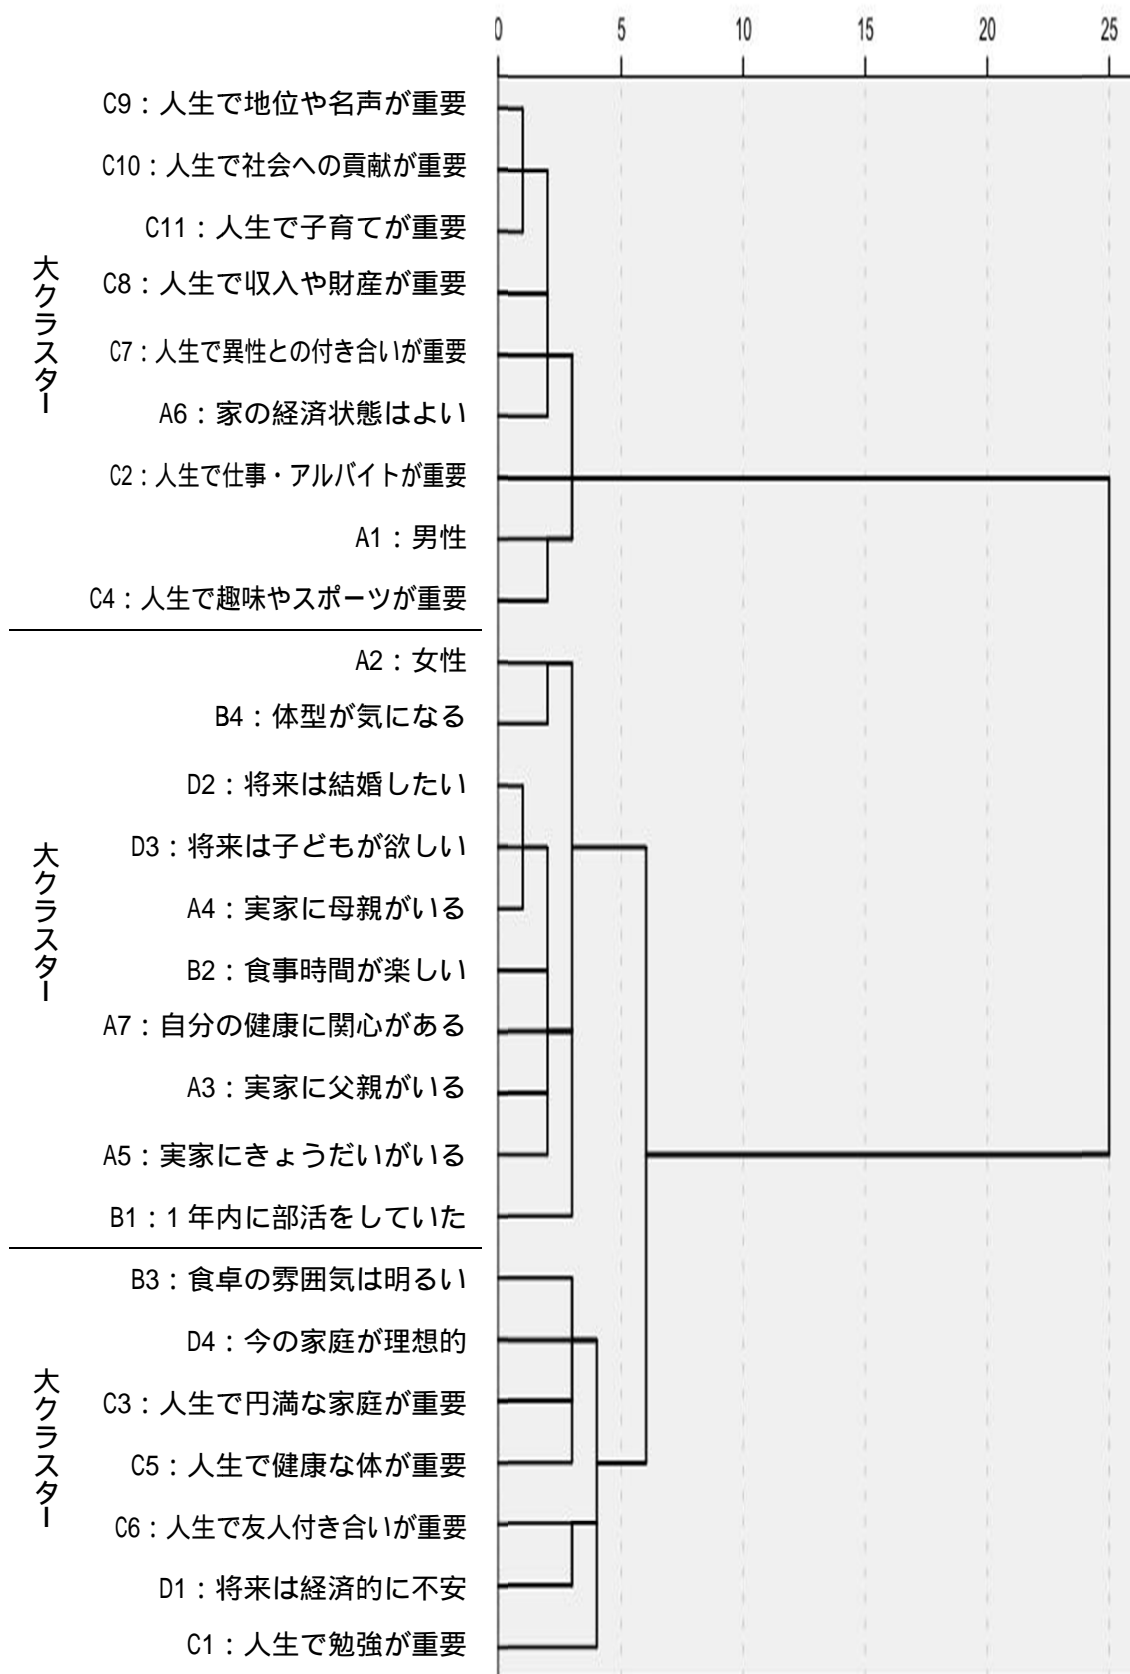 0 5 10 15 20 25
大クラスター
C9：人生で地位や名声が重要
C10：人生で社会への貢献が重要
C11：人生で子育てが重要
C8：人生で収入や財産が重要
C7：人生で異性との付き合いが重要
A6：家の経済状態はよい
C2：人生で仕事・アルバイトが重要
A1：男性
C4：人生で趣味やスポーツが重要
大クラスター
A2：女性
B4：体型が気になる
D2：将来は結婚したい
D3：将来は子どもが欲しい
A4：実家に母親がいる
B2：食事時間が楽しい
A7：自分の健康に関心がある
A3：実家に父親がいる
A5：実家にきょうだいがいる
B1：1年内に部活をしていた
大クラスター
B3：食卓の雰囲気は明るい
D4：今の家庭が理想的
C3：人生で円満な家庭が重要
C5：人生で健康な体が重要
C6：人生で友人付き合いが重要
D1：将来は経済的に不安
C1：人生で勉強が重要